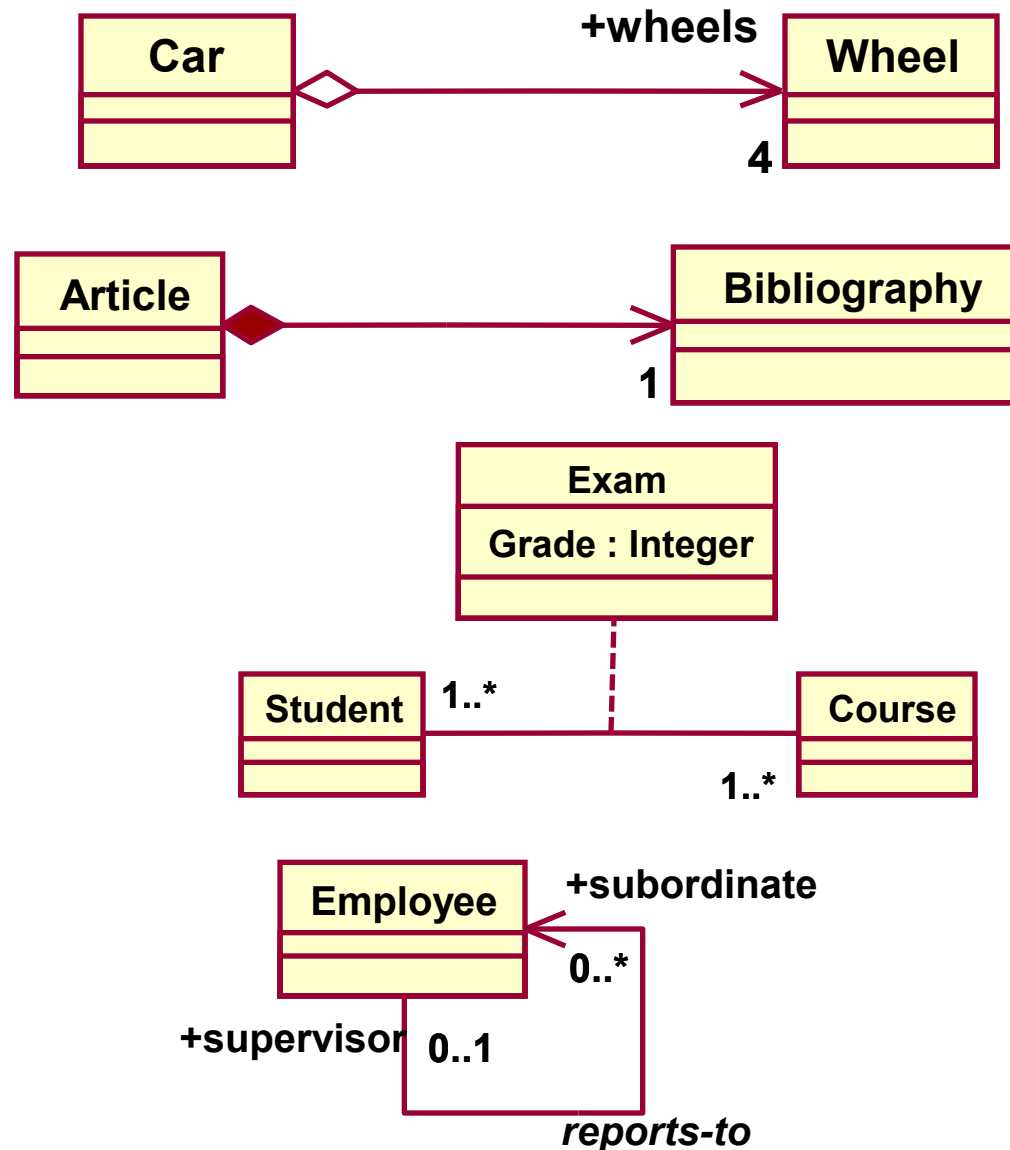 +wheels
Car
Wheel
4
Article
Bibliography
1
Exam
Grade : Integer
Student
1..*
Course
1..*
Employee
+subordinate
0..*
+supervisor
0..1
reports-to